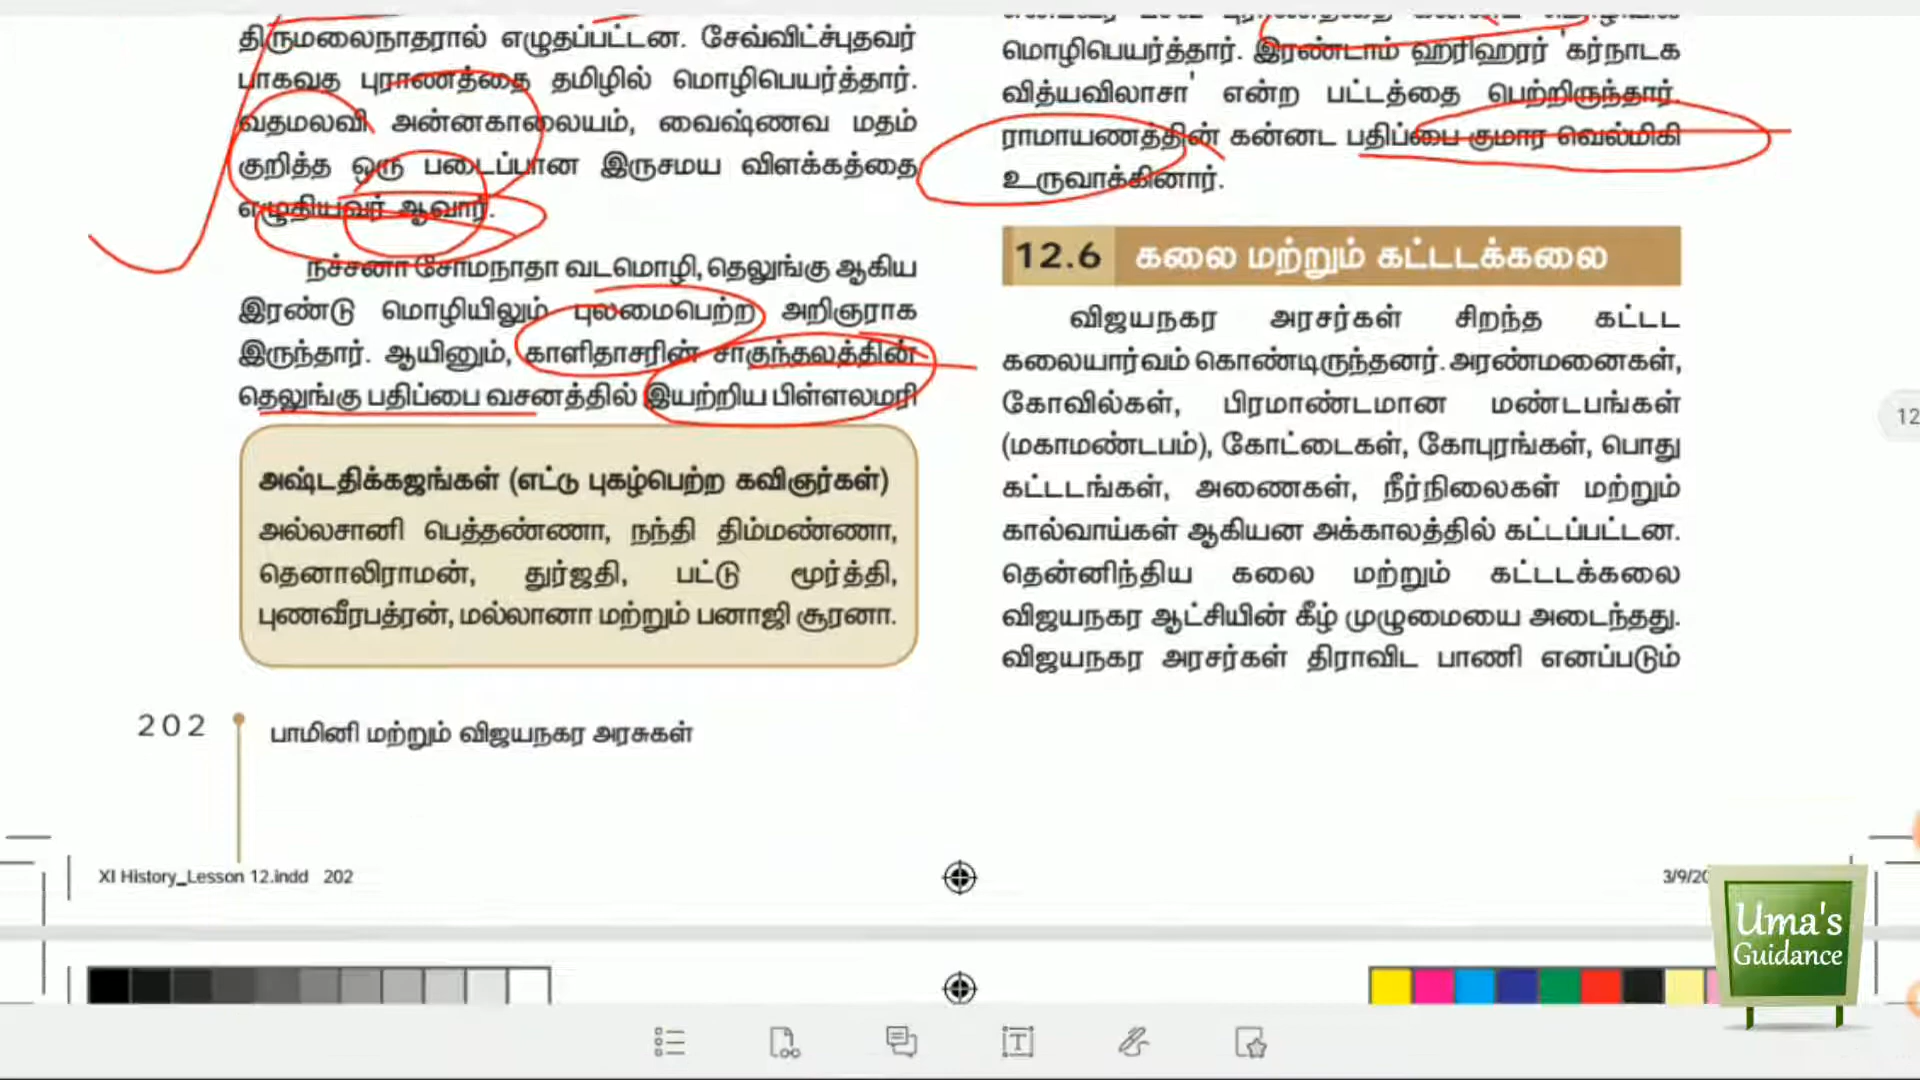 திருமலைநாதரால் எழுதப்பட்டன. சேவ்விட்ச்புதவர்
பாகவத புராணத்தை தமிழில் மொழிபெயர்த்தார்.
வதமலவி அன்னகாலையம், வைஷ்ணவ மதம்
குறித்த ஒரு படைப்பான இருசமய விளக்கத்தை
எழுதியவர் ஆவார்.
நச்சனா சோமநாதா வடமொழி, தெலுங்கு ஆகிய
இரண்டு மொழியிலும் புலமைபெற்ற அறிஞராக
இருந்தார். ஆயினும், காளிதாசரின் சாகுந்தலத்தின்
தெலுங்கு பதிப்பை வசனத்தில் இயற்றிய பிள்ளலமரி
அஷ்டதிக்கஜங்கள் (எட்டு புகழ்பெற்ற கவிஞர்கள்)
அல்லசானி பெத்தண்ணா, நந்தி திம்மண்ணா,
தெனாலிராமன், துர்ஜதி, பட்டு மூர்த்தி,
புணவீரபத்ரன், மல்லானா மற்றும் பனாஜி சூரனா.
202 பாமினி மற்றும் விஜயநகர அரசுகள்
மொழிபெயர்த்தார். இரண்டாம் ஹரிஹரர் 'கர்நாடக
வித்யவிலாசா' என்ற பட்டத்தை பெற்றிருந்தார்.
ராமாயணத்தின் கன்னட பதிப்பை குமார வெல்மிகி
உருவாக்கினார்.
12.6 கலை மற்றும் கட்டடக்கலை
விஜயநகர அரசர்கள் சிறந்த கட்டட
கலையார்வம் கொண்டிருந்தனர். அரண்மனைகள்,
கோவில்கள், பிரமாண்டமான மண்டபங்கள்
(மகாமண்டபம்), கோட்டைகள், கோபுரங்கள், பொது
கட்டடங்கள், அணைகள், நீர்நிலைகள் மற்றும்
கால்வாய்கள் ஆகியன அக்காலத்தில் கட்டப்பட்டன.
தென்னிந்திய கலை மற்றும் கட்டடக்கலை
விஜயநகர ஆட்சியின் கீழ் முழுமையை அடைந்தது.
விஜயநகர அரசர்கள் திராவிட பாணி எனப்படும்
12
XI History_Lesson 12.indd 202
3/9/20
Uma's
Guidance